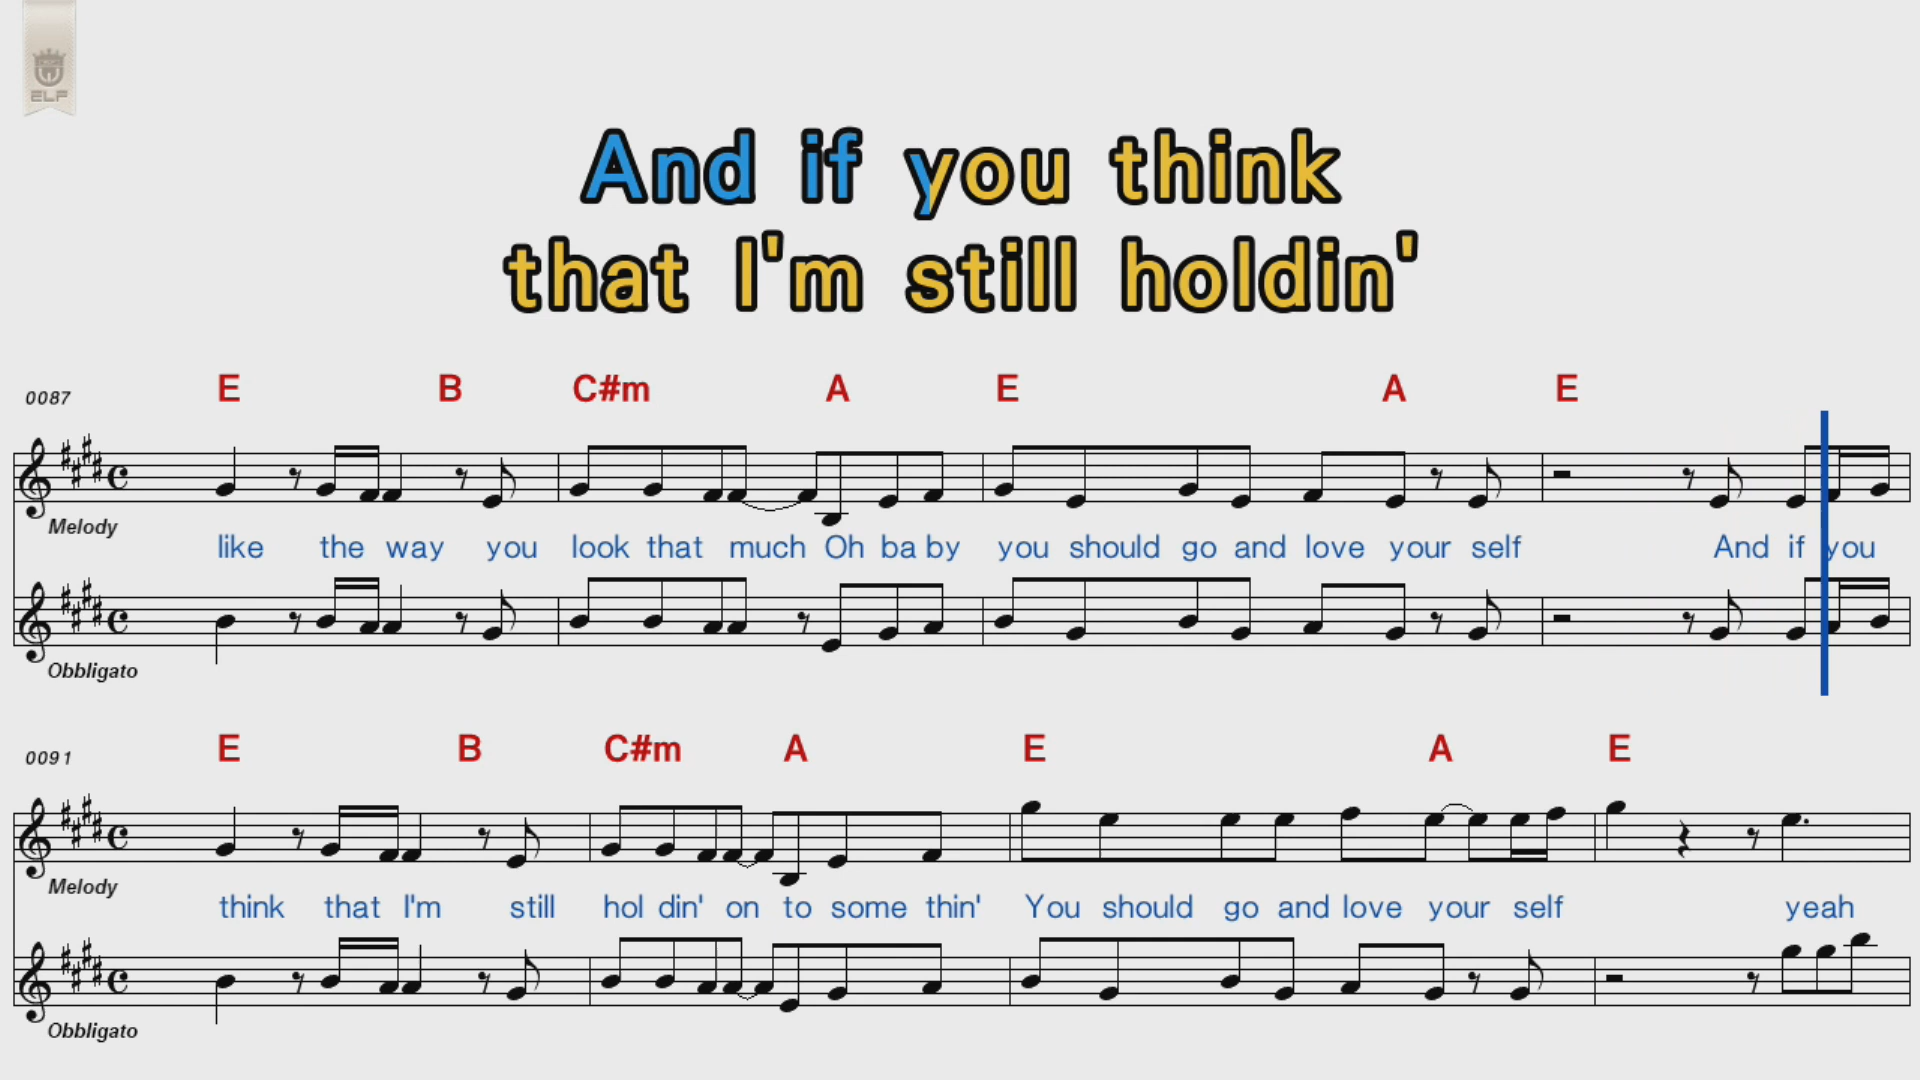 ELF
And if you think
that I'm still holdin'
0087 E B C#m A E A E
Melody
like the way you look that much Oh ba by you should go and love your self And if you
Obbligato
0091 E B C#m A E A E
Melody
think that I'm still hol din' on to some thin' You should go and love your self yeah
Obbligato